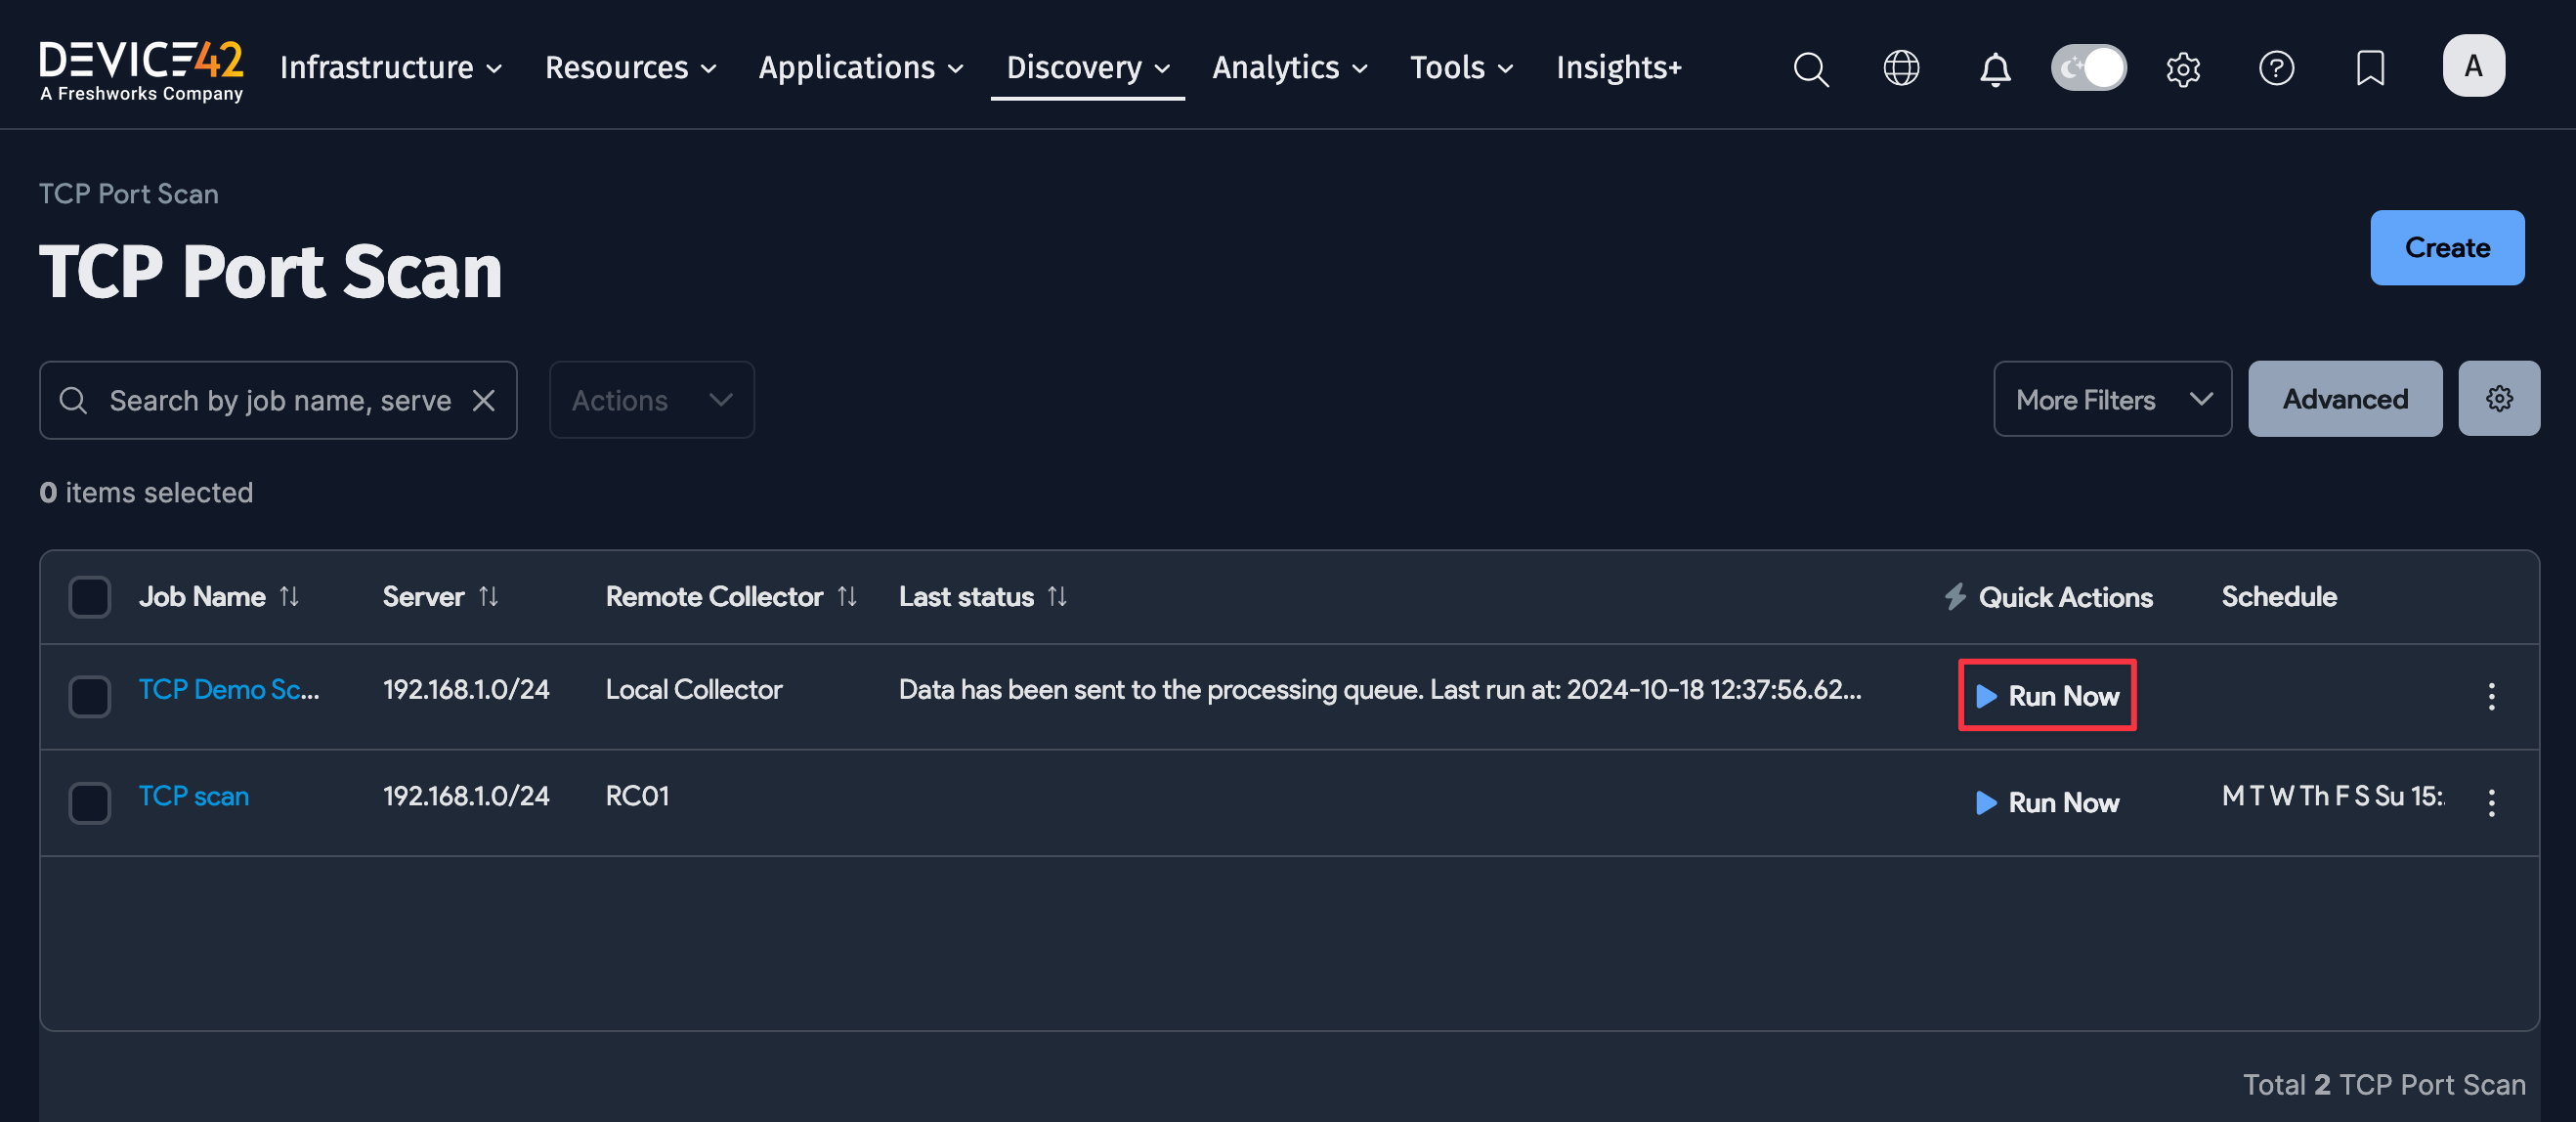 DEVICE42
A Freshworks Company
Infrastructure Resources Applications Discovery Analytics Tools Insights+ A
TCP Port Scan
TCP Port Scan
Create
Search by job name, serve
Actions
More Filters
Advanced
0 items selected
Job Name Server Remote Collector Last status Quick Actions Schedule
TCP Demo Sc... 192.168.1.0/24 Local Collector Data has been sent to the processing queue. Last run at: 2024-10-18 12:37:56.62... Run Now
TCP scan 192.168.1.0/24 RC01 Run Now M T W Th F S Su 15:
Total 2 TCP Port Scan